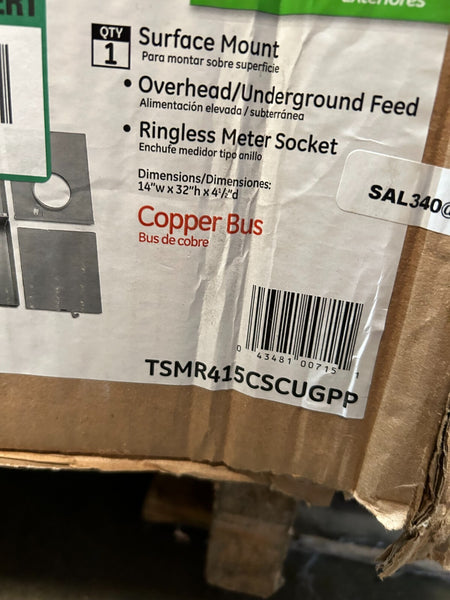 Exteriores
QTY
1
Surface Mount
Para montar sobre superficie
• Overhead/Underground Feed
Alimentación elevada / subterránea
• Ringless Meter Socket
Enchufe medidor tipo anillo
Dimensions/Dimensiones:
14"w x 32"h x 4½"d
SAL340@
Copper Bus
Bus de cobre
0 43481 00715 1
TSMR415CSCUGPP